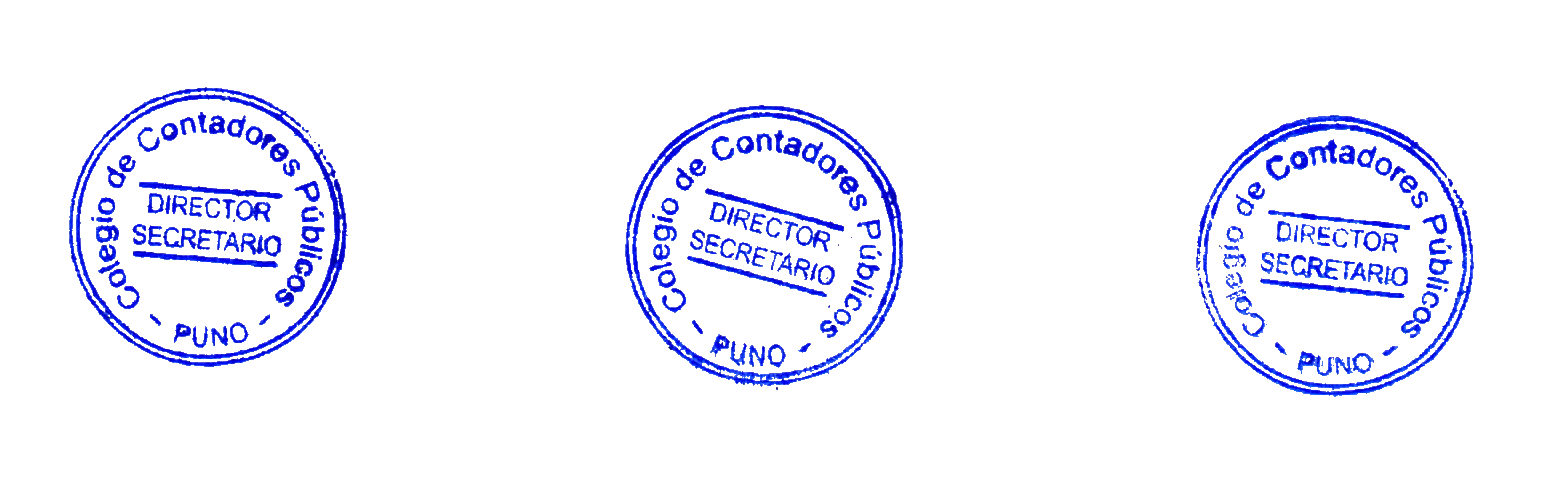 Colegio de Contadores Públicos
DIRECTOR
SECRETARIO
- PUNO -
Colegio de Contadores Públicos
DIRECTOR
SECRETARIO
- PUNO -
Colegio de Contadores Públicos
DIRECTOR
SECRETARIO
- PUNO -